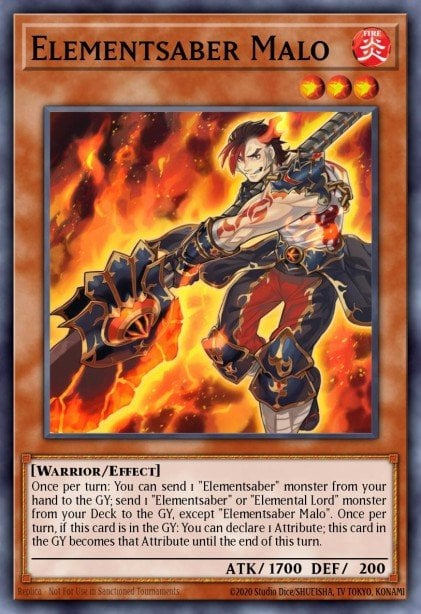 Elementsaber Malo
FIRE
炎
[Warrior/Effect]
Once per turn: You can send 1 "Elementsaber" monster from
your hand to the GY; send 1 "Elementsaber" or "Elemental Lord" monster
from your Deck to the GY, except "Elementsaber Malo". Once per
turn, if this card is in the GY: You can declare 1 Attribute; this card in
the GY becomes that Attribute until the end of this turn.
ATK/1700 DEF/ 200
Replica - Not For Use in Sanctioned Tournaments ©2020 Studio Dice/SHUEISHA, TV TOKYO, KONAMI